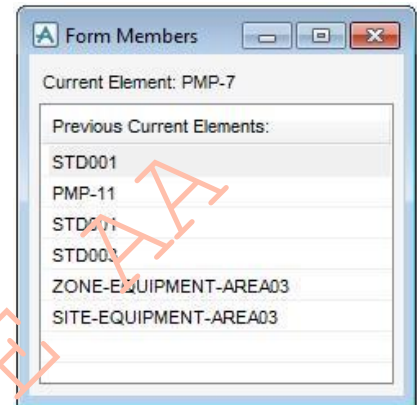 Form Members
Current Element: PMP-7
Previous Current Elements:
STD001
PMP-11
STD001
STD003
ZONE-EQUIPMENT-AREA03
SITE-EQUIPMENT-AREA03